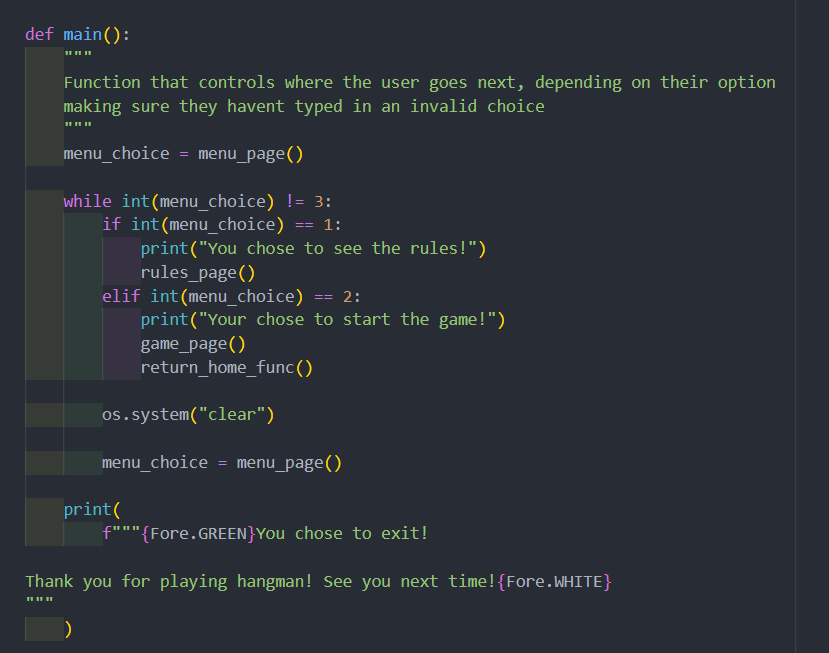 def main():
    """
    Function that controls where the user goes next, depending on their option
    making sure they havent typed in an invalid choice
    """
    menu_choice = menu_page()

    while int(menu_choice) != 3:
        if int(menu_choice) == 1:
            print("You chose to see the rules!")
            rules_page()
        elif int(menu_choice) == 2:
            print("Your chose to start the game!")
            game_page()
            return_home_func()

        os.system("clear")

        menu_choice = menu_page()

    print(
        f"""{Fore.GREEN}You chose to exit!

Thank you for playing hangman! See you next time!{Fore.WHITE}
"""
    )